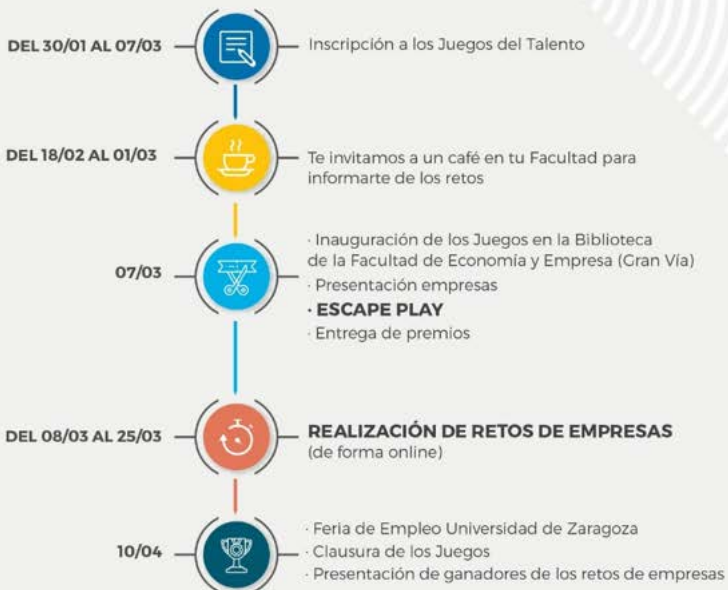 DEL 30/01 AL 07/03
Inscripción a los Juegos del Talento
DEL 18/02 AL 01/03
Te invitamos a un café en tu Facultad para
informarte de los retos
07/03
· Inauguración de los Juegos en la Biblioteca
de la Facultad de Economía y Empresa (Gran Vía)
· Presentación empresas
· ESCAPE PLAY
· Entrega de premios
DEL 08/03 AL 25/03
REALIZACIÓN DE RETOS DE EMPRESAS
(de forma online)
10/04
· Feria de Empleo Universidad de Zaragoza
· Clausura de los Juegos
· Presentación de ganadores de los retos de empresas